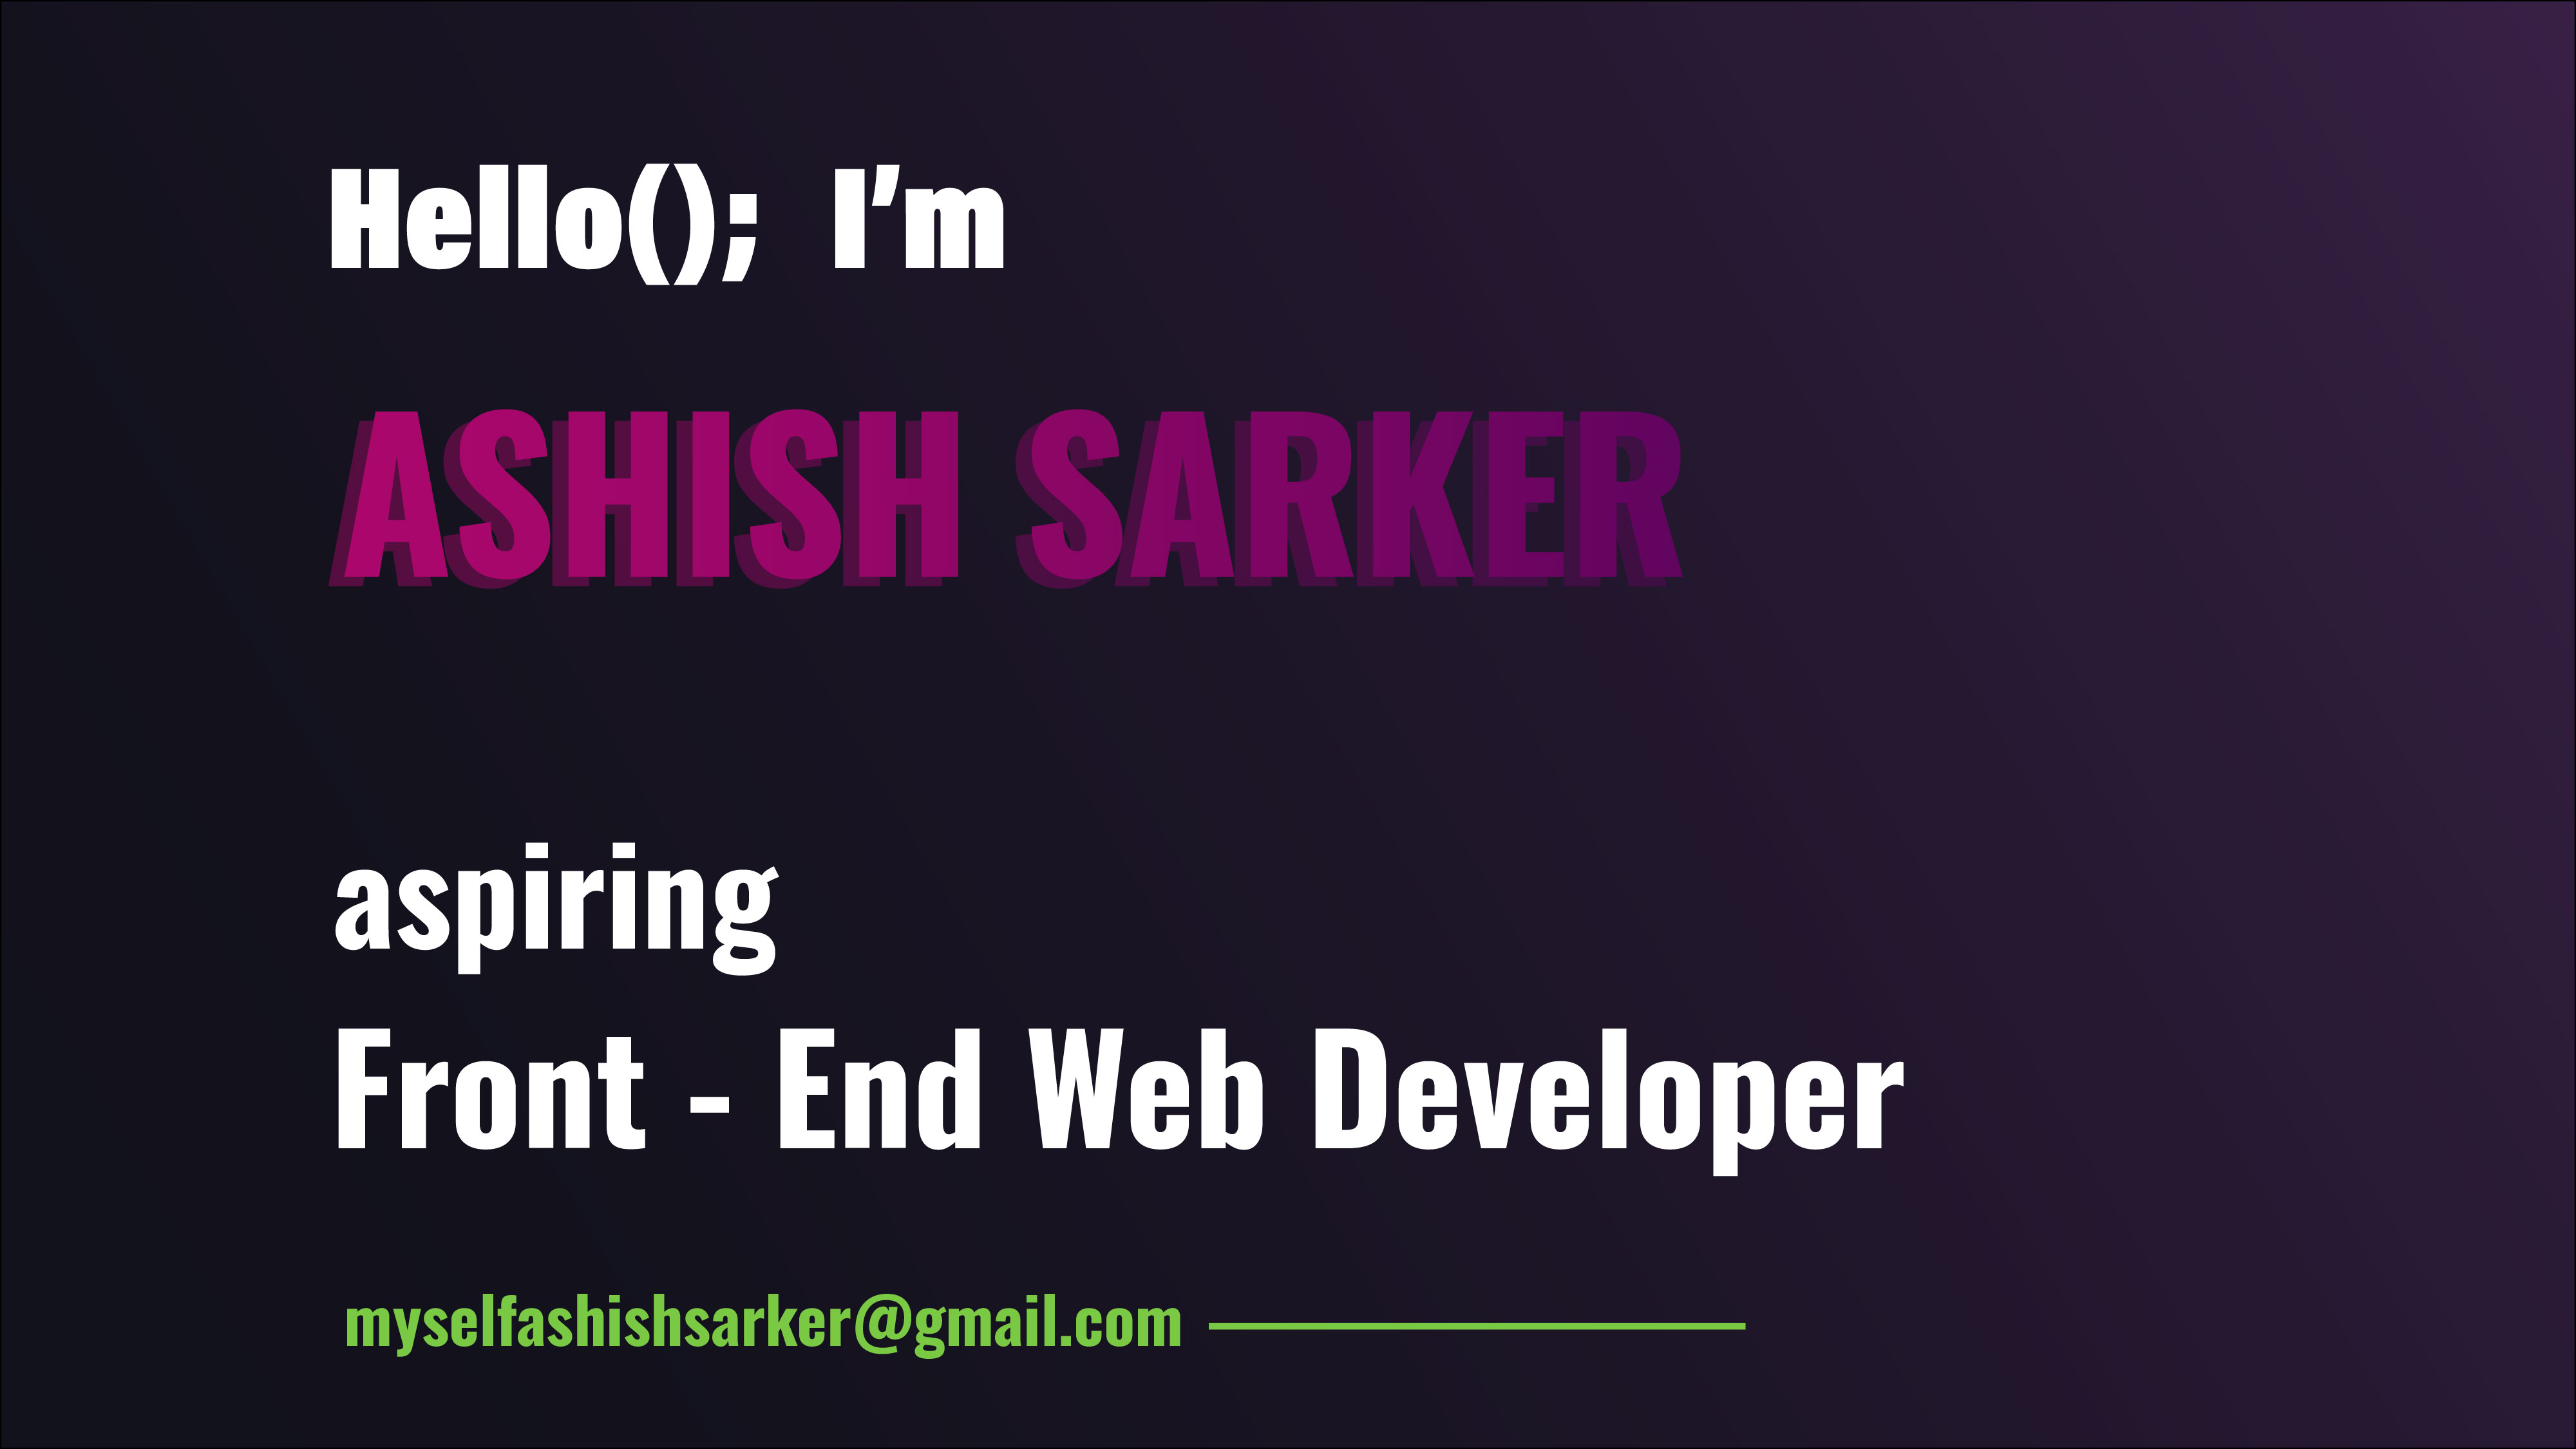 Hello(); I’m
ASHISH SARKER
aspiring
Front - End Web Developer
myselfashishsarker@gmail.com